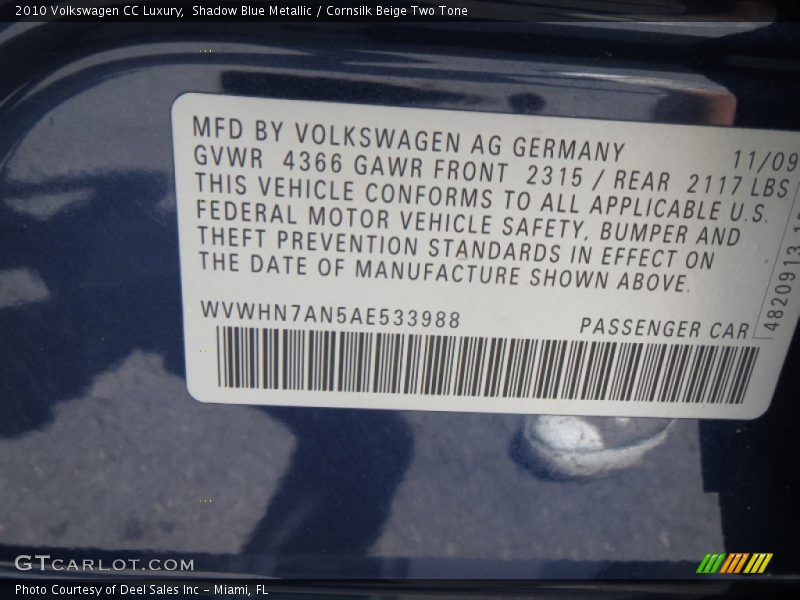 2010 Volkswagen CC Luxury,  Shadow Blue Metallic / Cornsilk Beige Two Tone
MFD BY VOLKSWAGEN AG GERMANY 11/09
GVWR 4366 GAWR FRONT 2315 / REAR 2117 LBS
THIS VEHICLE CONFORMS TO ALL APPLICABLE U.S.
FEDERAL MOTOR VEHICLE SAFETY, BUMPER AND
THEFT PREVENTION STANDARDS IN EFFECT ON
THE DATE OF MANUFACTURE SHOWN ABOVE.
WVWHN7AN5AE533988 PASSENGER CAR
4820913
GTCARLOT.COM
Photo Courtesy of Deel Sales Inc – Miami, FL